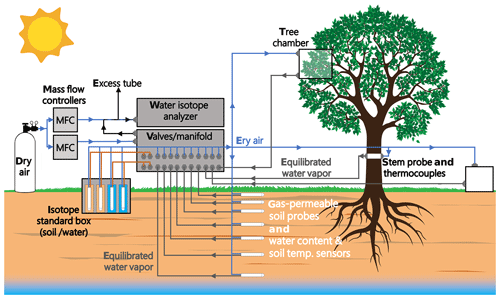 Tree
chamber
Excess tube
Mass flow
controllers
MFC
MFC
Water isotope
analyzer
Valves/manifold
Ery air
Dry
air
Equilibrated
water vapor
Stem probe and
thermocouples
Isotope
standard box
(soil /water)
Gas-permeable
soil probes
and
water content &
soil temp. sensors
Equilibrated
water vapor